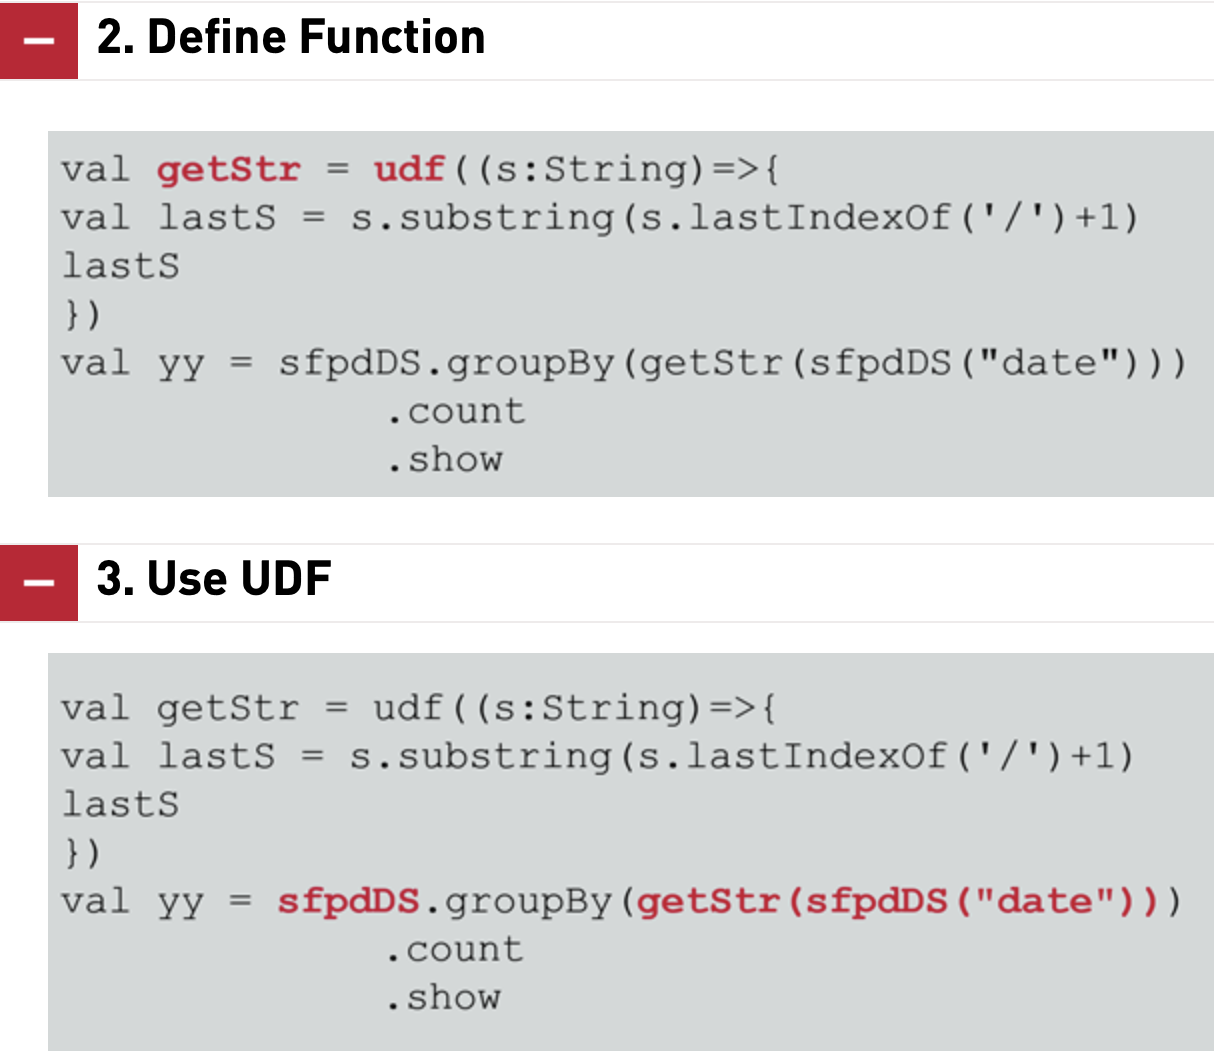 2. Define Function
val getStr = udf((s:String)=>{
val lastS = s.substring(s.lastIndexOf('/')+1)
lastS
})
val yy = sfpdDS.groupBy(getStr(sfpdDS("date")))
.count
.show
3. Use UDF
val getStr = udf((s:String)=>{
val lastS = s.substring(s.lastIndexOf('/')+1)
lastS
})
val yy = sfpdDS.groupBy(getStr(sfpdDS("date")))
.count
.show